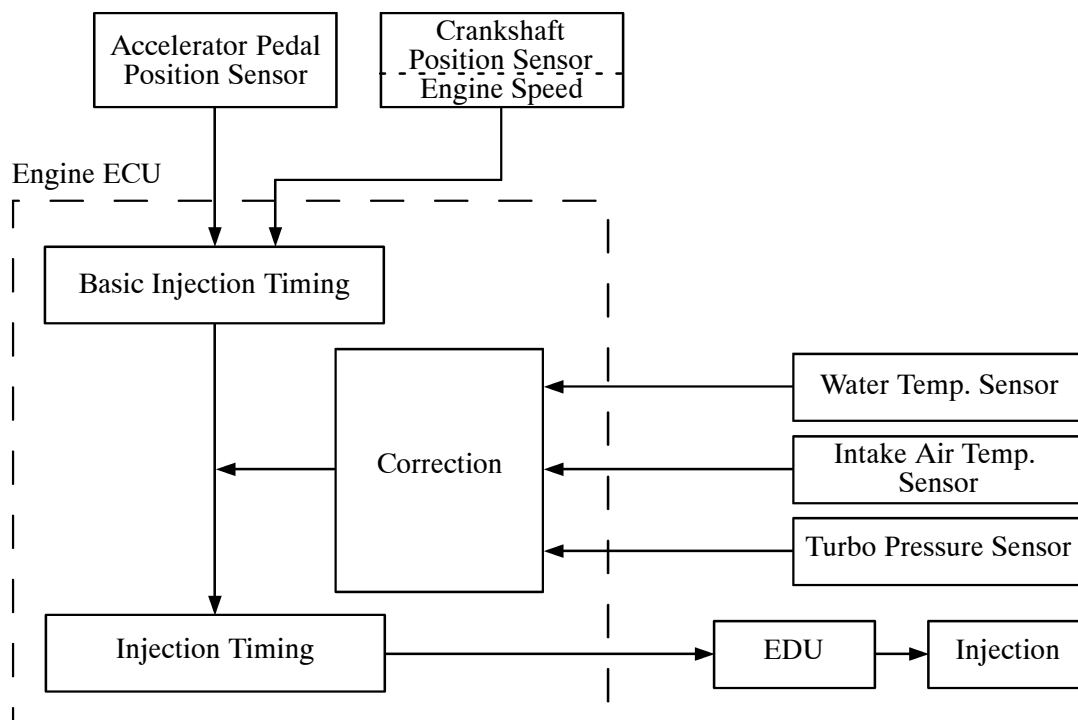 Accelerator Pedal
Position Sensor
Crankshaft
Position Sensor
Engine Speed
Engine ECU
Basic Injection Timing
Correction
Water Temp. Sensor
Intake Air Temp.
Sensor
Turbo Pressure Sensor
Injection Timing
EDU
Injection